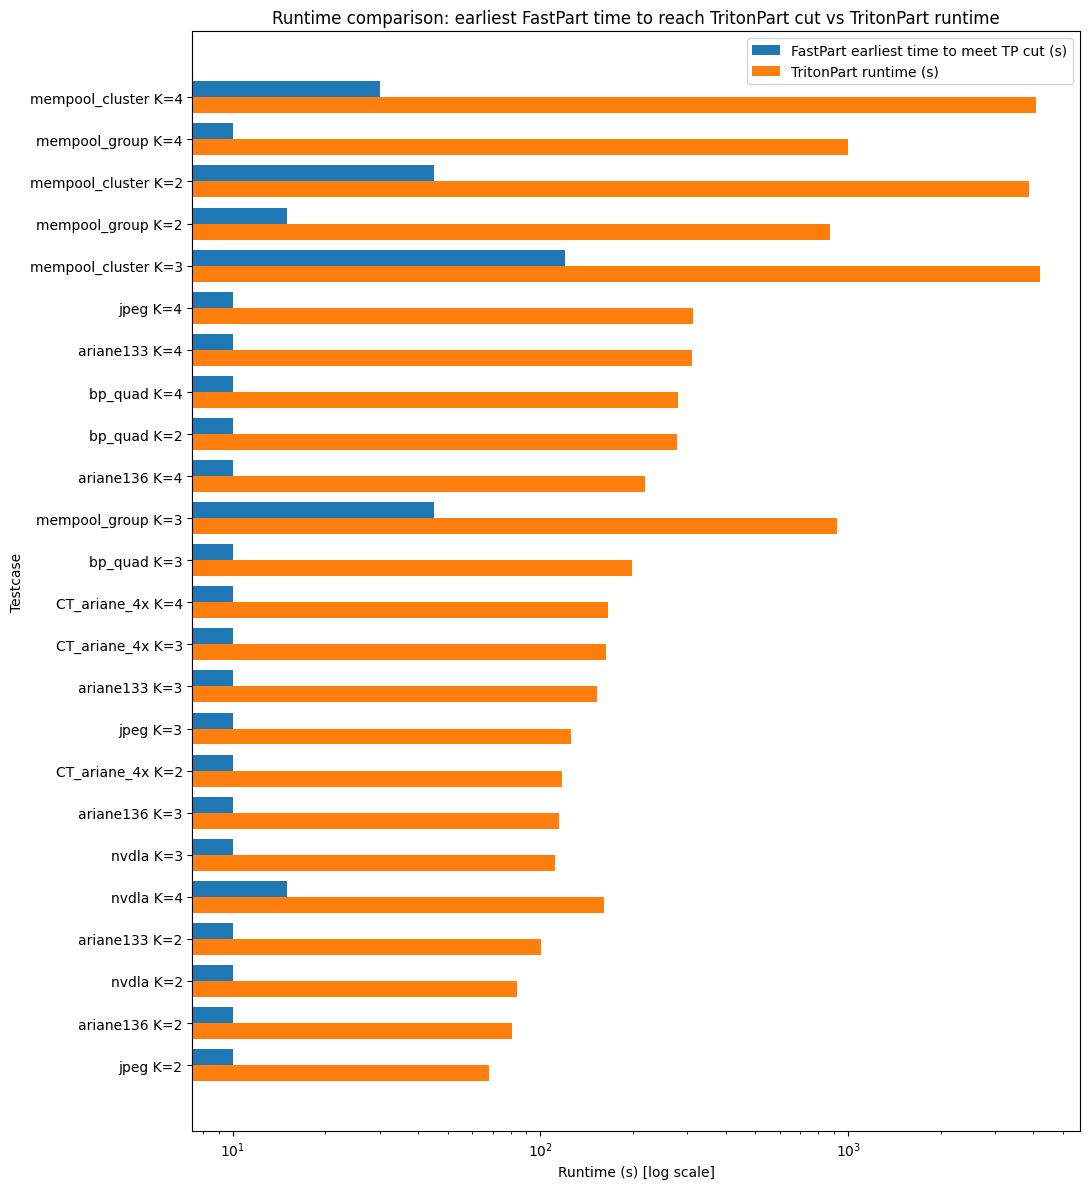 Runtime comparison: earliest FastPart time to reach TritonPart cut vs TritonPart runtime
FastPart earliest time to meet TP cut (s)
TritonPart runtime (s)
Testcase
mempool_cluster K=4
mempool_group K=4
mempool_cluster K=2
mempool_group K=2
mempool_cluster K=3
jpeg K=4
ariane133 K=4
bp_quad K=4
bp_quad K=2
ariane136 K=4
mempool_group K=3
bp_quad K=3
CT_ariane_4x K=4
CT_ariane_4x K=3
ariane133 K=3
jpeg K=3
CT_ariane_4x K=2
ariane136 K=3
nvdla K=3
nvdla K=4
ariane133 K=2
nvdla K=2
ariane136 K=2
jpeg K=2
10¹ 10² 10³
Runtime (s) [log scale]